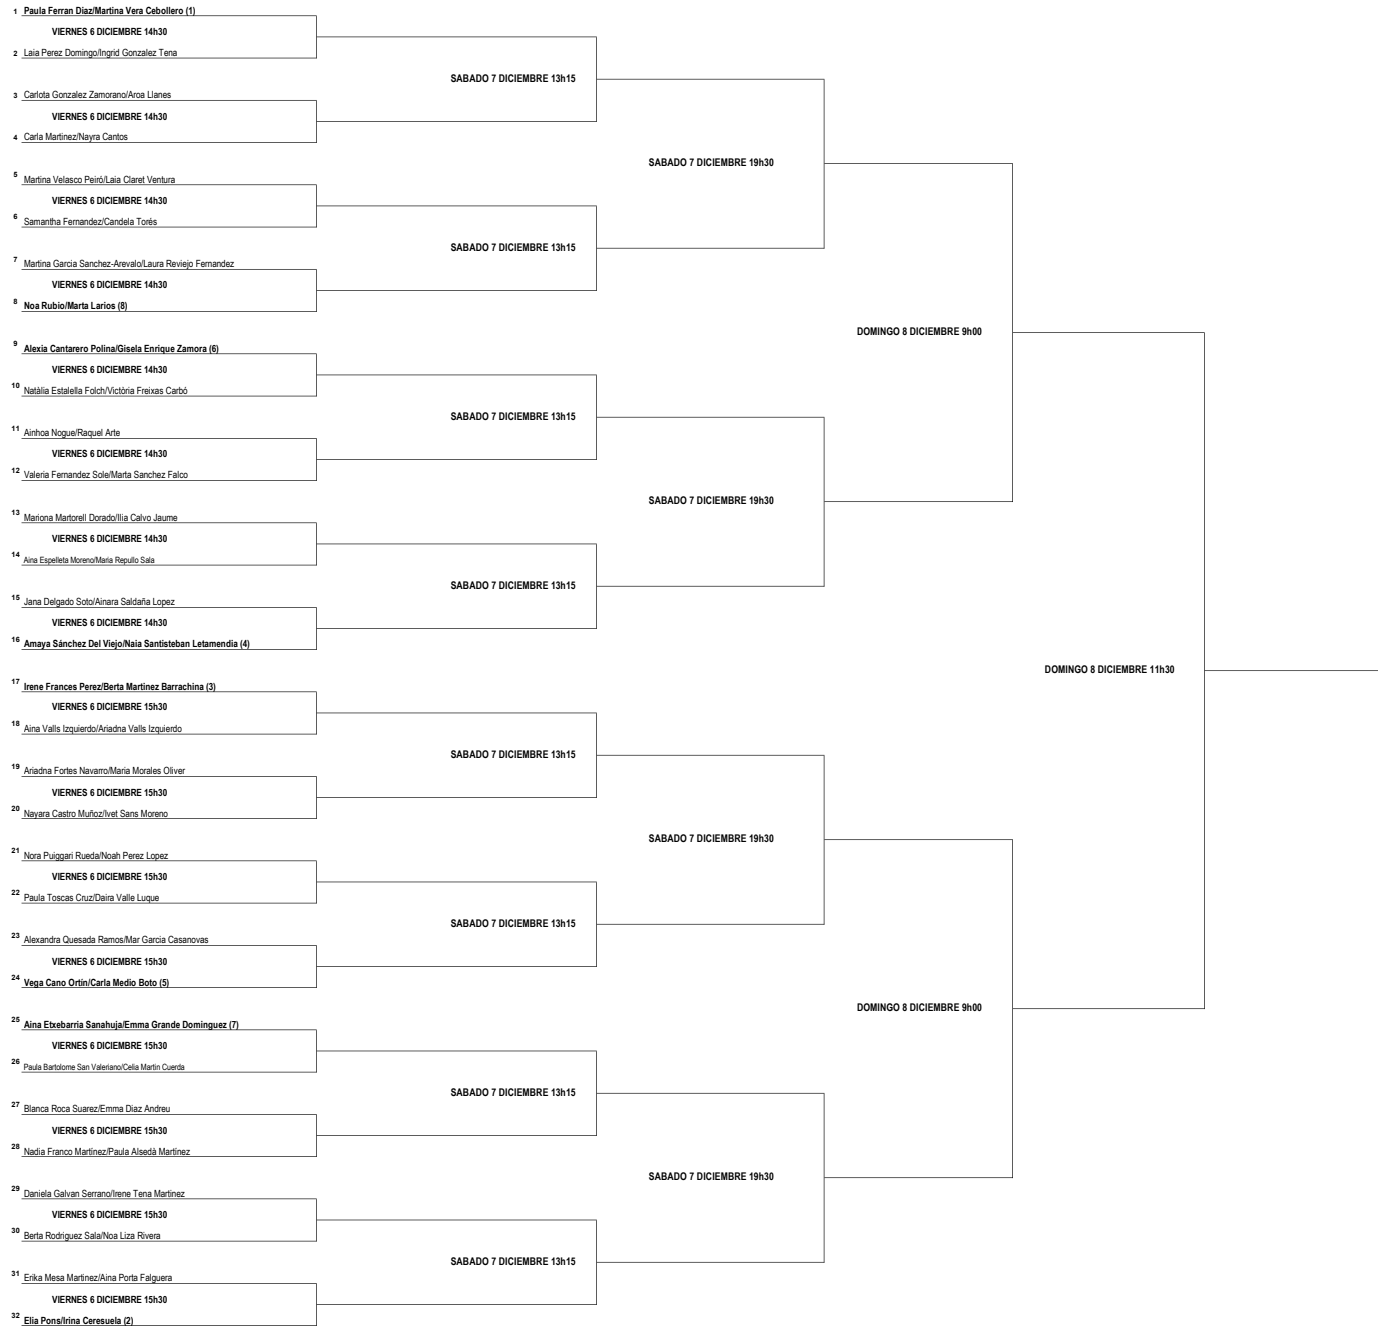 1 Paula Ferran Diaz/Martina Vera Cebollero (1)
VIERNES 6 DICIEMBRE 14h30
2 Laia Perez Domingo/Ingrid Gonzalez Tena
SABADO 7 DICIEMBRE 13h15
3 Carlota Gonzalez Zamorano/Aroa Llanes
VIERNES 6 DICIEMBRE 14h30
4 Carla Martinez/Nayra Cantos
SABADO 7 DICIEMBRE 19h30
5 Martina Velasco Peiró/Laia Claret Ventura
VIERNES 6 DICIEMBRE 14h30
6 Samantha Fernandez/Candela Torés
SABADO 7 DICIEMBRE 13h15
7 Martina Garcia Sanchez-Arevalo/Laura Reviejo Fernandez
VIERNES 6 DICIEMBRE 14h30
8 Noa Rubio/Marta Larios (8)
DOMINGO 8 DICIEMBRE 9h00
9 Alexia Cantarero Polina/Gisela Enrique Zamora (6)
VIERNES 6 DICIEMBRE 14h30
10 Natàlia Estalella Folch/Victòria Freixas Carbó
SABADO 7 DICIEMBRE 13h15
11 Ainhoa Nogue/Raquel Arte
VIERNES 6 DICIEMBRE 14h30
12 Valeria Fernandez Sole/Marta Sanchez Falco
SABADO 7 DICIEMBRE 19h30
13 Mariona Martorell Dorado/Ilia Calvo Jaume
VIERNES 6 DICIEMBRE 14h30
14 Aina Espelleta Moreno/Maria Repullo Sala
SABADO 7 DICIEMBRE 13h15
15 Jana Delgado Soto/Ainara Saldaña Lopez
VIERNES 6 DICIEMBRE 14h30
16 Amaya Sánchez Del Viejo/Naia Santisteban Letamendia (4)
DOMINGO 8 DICIEMBRE 11h30
17 Irene Frances Perez/Berta Martinez Barrachina (3)
VIERNES 6 DICIEMBRE 15h30
18 Aina Valls Izquierdo/Ariadna Valls Izquierdo
SABADO 7 DICIEMBRE 13h15
19 Ariadna Fortes Navarro/Maria Morales Oliver
VIERNES 6 DICIEMBRE 15h30
20 Nayara Castro Muñoz/Ivet Sans Moreno
SABADO 7 DICIEMBRE 19h30
21 Nora Puiggari Rueda/Noah Perez Lopez
VIERNES 6 DICIEMBRE 15h30
22 Paula Toscas Cruz/Daira Valle Luque
SABADO 7 DICIEMBRE 13h15
23 Alexandra Quesada Ramos/Mar Garcia Casanovas
VIERNES 6 DICIEMBRE 15h30
24 Vega Cano Ortín/Carla Medio Boto (5)
DOMINGO 8 DICIEMBRE 9h00
25 Aina Etxebarria Sanahuja/Emma Grande Dominguez (7)
VIERNES 6 DICIEMBRE 15h30
26 Paula Bartolome San Valeriano/Celia Martin Cuerda
SABADO 7 DICIEMBRE 13h15
27 Blanca Roca Suarez/Emma Diaz Andreu
VIERNES 6 DICIEMBRE 15h30
28 Nadia Franco Martinez/Paula Alsedà Martinez
SABADO 7 DICIEMBRE 19h30
29 Daniela Galvan Serrano/Irene Tena Martinez
VIERNES 6 DICIEMBRE 15h30
30 Berta Rodriguez Sala/Noa Liza Rivera
SABADO 7 DICIEMBRE 13h15
31 Erika Mesa Martinez/Aina Porta Falguera
VIERNES 6 DICIEMBRE 15h30
32 Elia Pons/Irina Ceresuela (2)